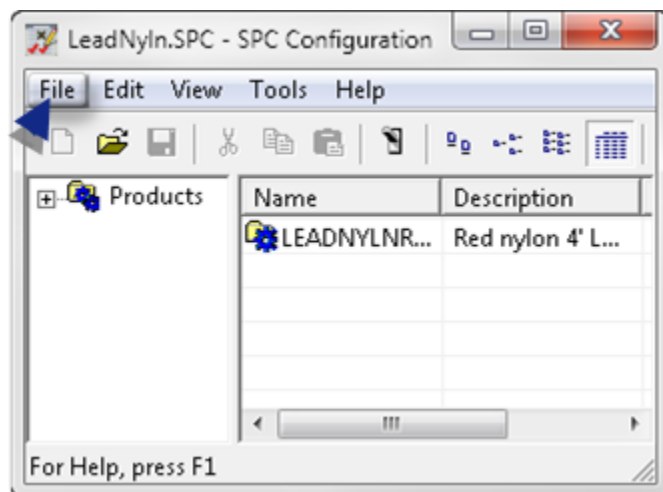 LeadNyln.SPC - SPC Configuration
File Edit View Tools Help
Products
Name Description
LEADNYLNR... Red nylon 4' L...
For Help, press F1